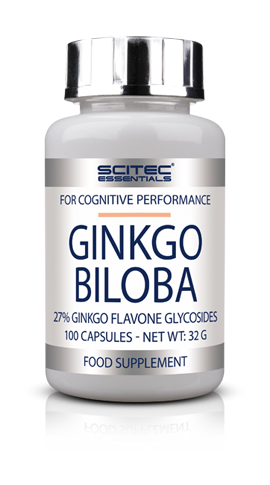 SCITEC
ESSENTIALS
FOR COGNITIVE PERFORMANCE
GINKGO
BILOBA
27% GINKGO FLAVONE GLYCOSIDES
100 CAPSULES - NET WT: 32 G
FOOD SUPPLEMENT